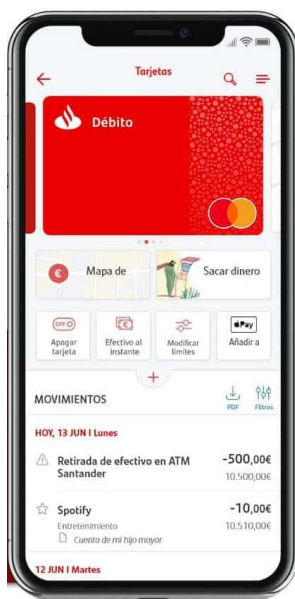 Tarjetas
Débito
Mapa de
Sacar dinero
OFF
Apagar
tarjeta
Efectivo al
instante
Modificar
límites
Pay
Añadir a
+
MOVIMIENTOS
PDF
Filtros
HOY, 13 JUN I Lunes
Retirada de efectivo en ATM
Santander
-500,00€
10.500,00€
Spotify
-10,00€
Entretenimiento
10.510,00€
Cuenta de mi hijo mayor
12 JUN I Martes